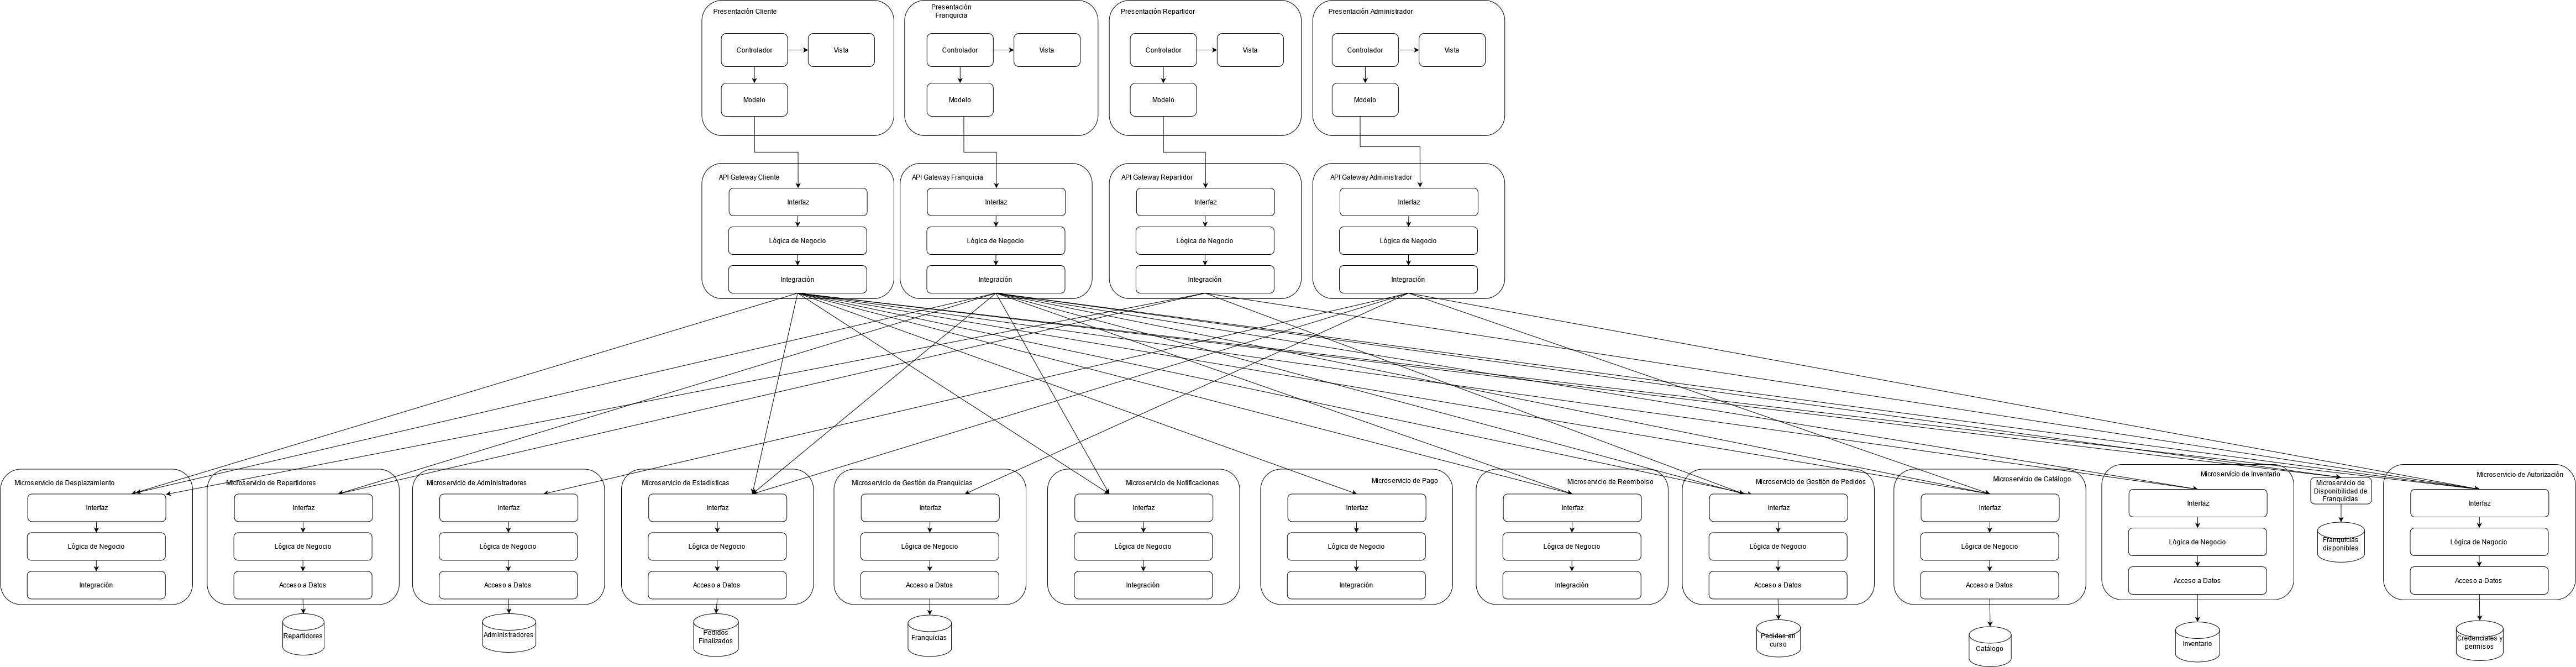 Presentación Cliente
Controlador
Vista
Modelo
Presentación
Franquicia
Controlador
Vista
Modelo
Presentación Repartidor
Controlador
Vista
Modelo
Presentación Administrador
Controlador
Vista
Modelo
API Gateway Cliente
Interfaz
Lógica de Negocio
Integración
API Gateway Franquicia
Interfaz
Lógica de Negocio
Integración
API Gateway Repartidor
Interfaz
Lógica de Negocio
Integración
API Gateway Administrador
Interfaz
Lógica de Negocio
Integración
Microservicio de Desplazamiento
Interfaz
Lógica de Negocio
Integración
Microservicio de Repartidores
Interfaz
Lógica de Negocio
Acceso a Datos
Repartidores
Microservicio de Administradores
Interfaz
Lógica de Negocio
Acceso a Datos
Administradores
Microservicio de Estadísticas
Interfaz
Lógica de Negocio
Acceso a Datos
Pedidos
Finalizados
Microservicio de Gestión de Franquicias
Interfaz
Lógica de Negocio
Acceso a Datos
Franquicias
Microservicio de Notificaciones
Interfaz
Lógica de Negocio
Integración
Microservicio de Pago
Interfaz
Lógica de Negocio
Integración
Microservicio de Reembolso
Interfaz
Lógica de Negocio
Integración
Microservicio de Gestión de Pedidos
Interfaz
Lógica de Negocio
Acceso a Datos
Pedidos en
curso
Microservicio de Catálogo
Interfaz
Lógica de Negocio
Acceso a Datos
Catálogo
Microservicio de Inventario
Interfaz
Lógica de Negocio
Acceso a Datos
Inventario
Microservicio de
Disponibilidad de
Franquicias
Franquicias
disponibles
Microservicio de Autorización
Interfaz
Lógica de Negocio
Acceso a Datos
Credenciales y
permisos